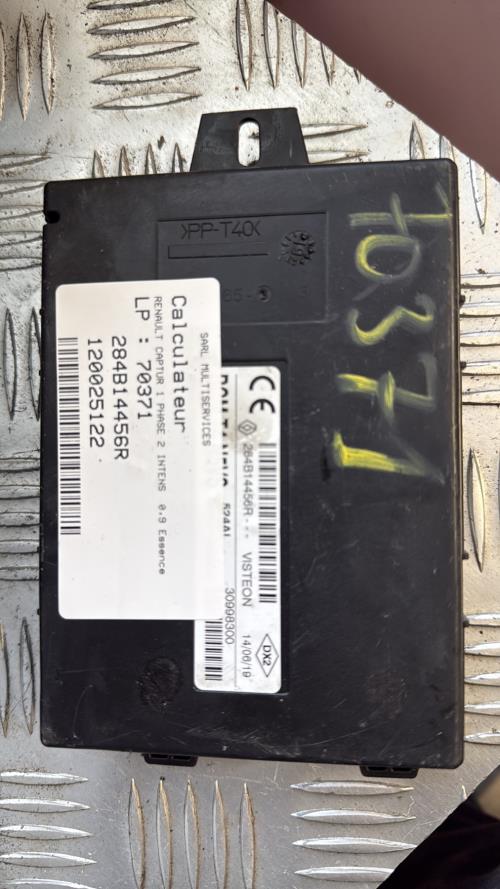 >PP-T40<
70371
SARL MULTISERVICES
Calculateur
RENAULT CAPTUR 1 PHASE 2 INTENS 0.9 Essence
LP : 70371
284B14456R
120025122
CE
284B14456R--- VISTEON
DX2
14/06/19
30998300